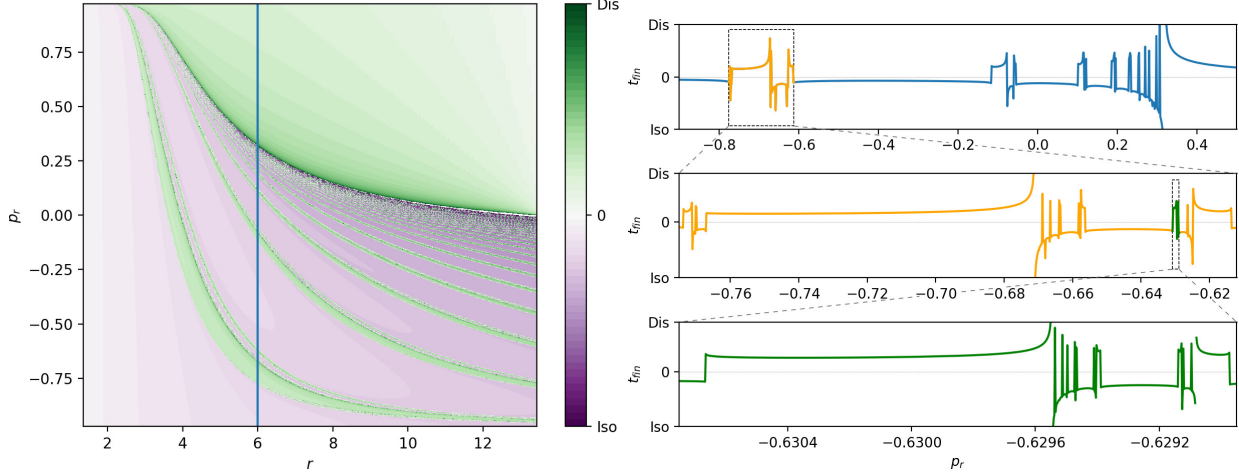 0.75
0.50
0.25
0.00
−0.25
−0.50
−0.75
p_r
2 4 6 8 10 12
r
Dis
0
Iso
Dis
0
Iso
t_fin
−0.8 −0.6 −0.4 −0.2 0.0 0.2 0.4
Dis
0
Iso
t_fin
−0.76 −0.74 −0.72 −0.70 −0.68 −0.66 −0.64 −0.62
Dis
0
Iso
t_fin
−0.6304 −0.6300 −0.6296 −0.6292
p_r